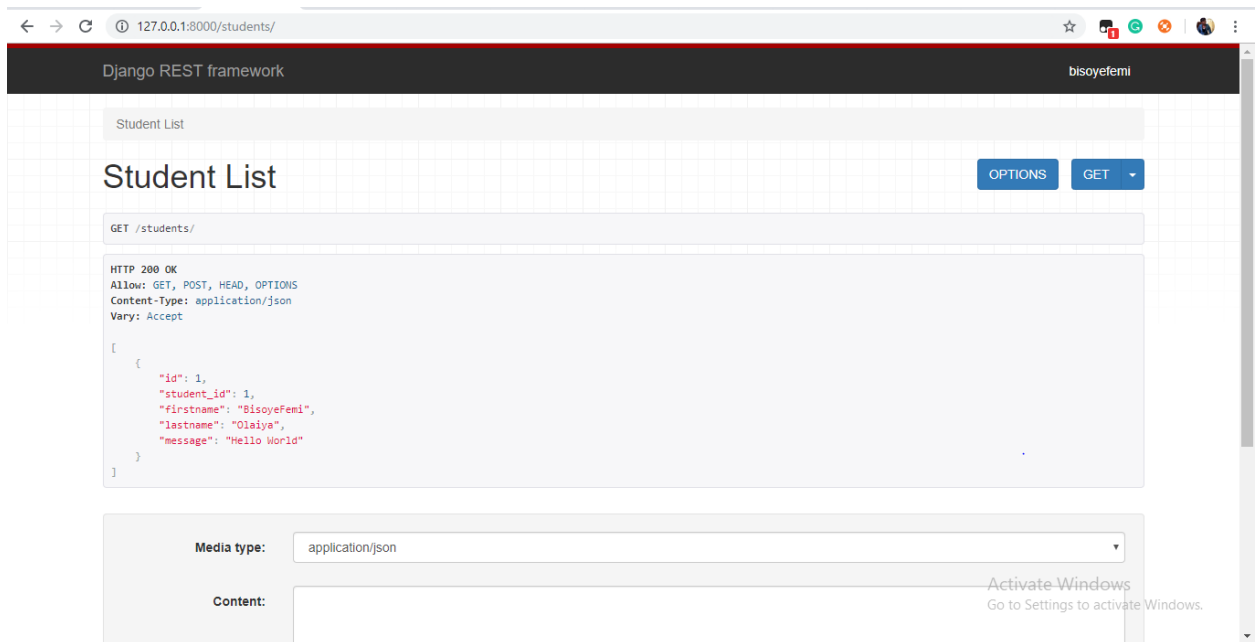 127.0.0.1:8000/students/
1
Django REST framework
bisoyefemi
Student List
Student List
OPTIONS
GET
GET /students/
HTTP 200 OK
Allow: GET, POST, HEAD, OPTIONS
Content-Type: application/json
Vary: Accept
[
{
"id": 1,
"student_id": 1,
"firstname": "BisoyeFemi",
"lastname": "Olaiya",
"message": "Hello World"
}
]
Media type:
application/json
Content:
Activate Windows
Go to Settings to activate Windows.